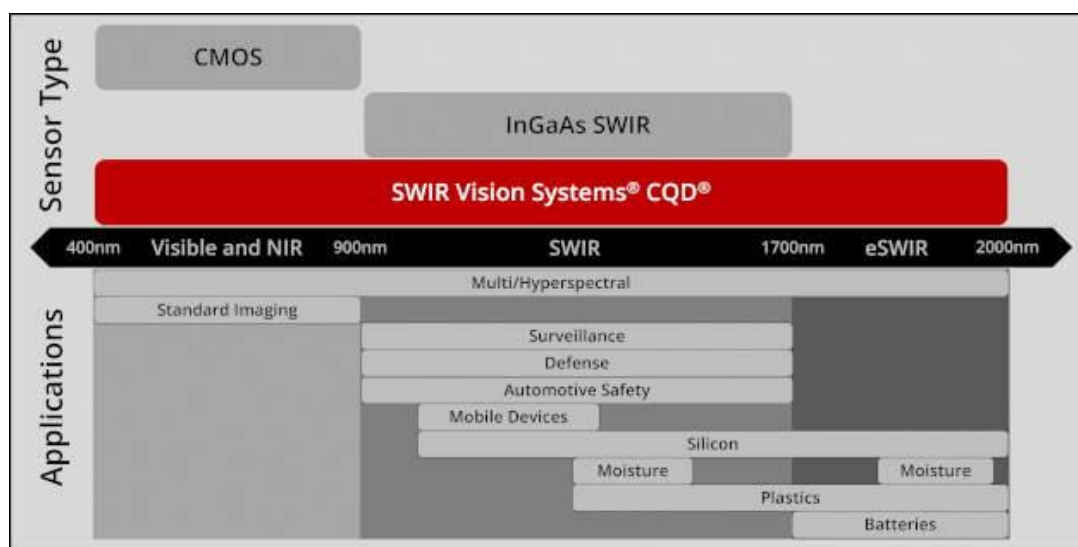 Sensor Type
CMOS
InGaAs SWIR
SWIR Vision Systems® CQD®
400nm Visible and NIR 900nm SWIR 1700nm eSWIR 2000nm
Applications
Multi/Hyperspectral
Standard Imaging
Surveillance
Defense
Automotive Safety
Mobile Devices
Silicon
Moisture Moisture
Plastics
Batteries